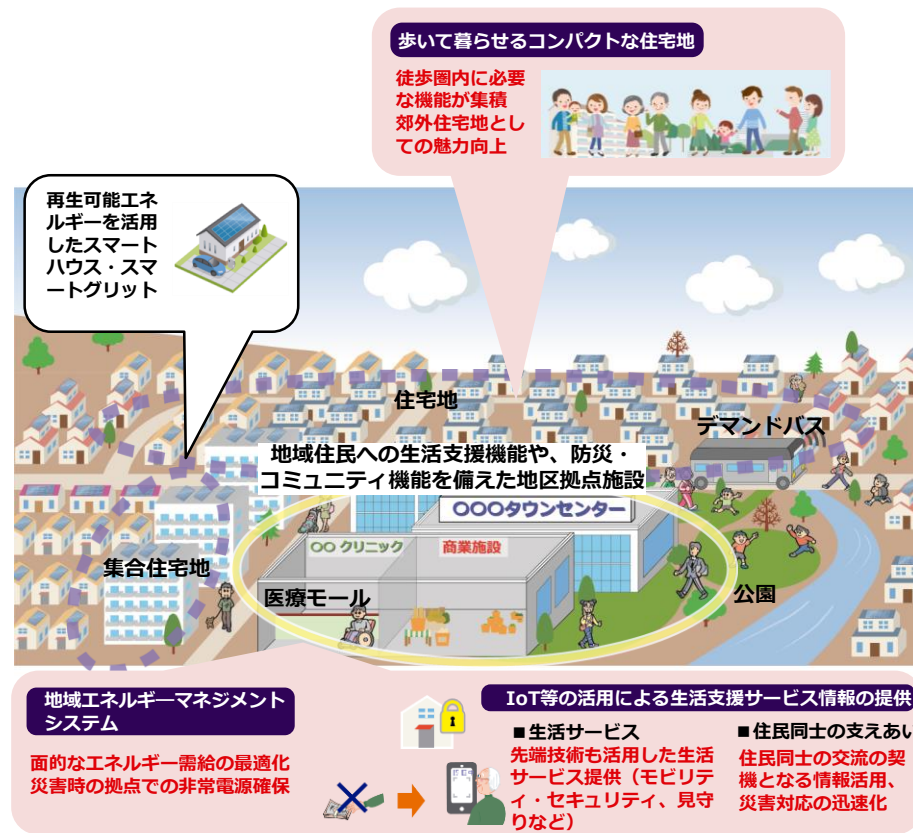 歩いて暮らせるコンパクトな住宅地
徒歩圏内に必要
な機能が集積
郊外住宅地とし
ての魅力向上
再生可能エネ
ルギーを活用
したスマート
ハウス・スマ
ートグリット
住宅地
デマンドバス
地域住民への生活支援機能や、防災・
コミュニティ機能を備えた地区拠点施設
〇〇〇タウンセンター
〇〇 クリニック
商業施設
集合住宅地
医療モール
公園
地域エネルギーマネジメント
システム
面的なエネルギー需給の最適化
災害時の拠点での非常電源確保
IoT等の活用による生活支援サービス情報の提供
■生活サービス
先端技術も活用した生活
サービス提供（モビリテ
ィ・セキュリティ、見守
りなど）
■住民同士の支えあい
住民同士の交流の契
機となる情報活用、
災害対応の迅速化